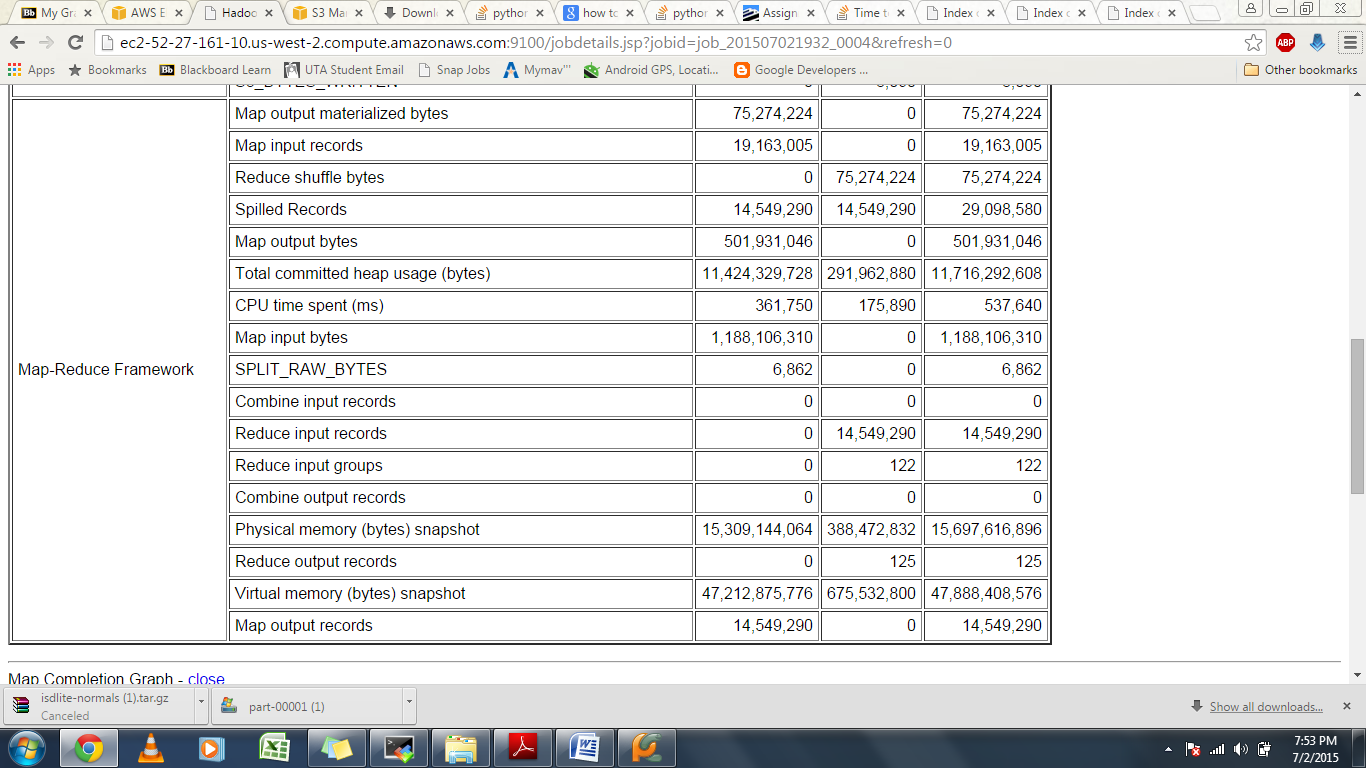 My Gra
AWS E
Hadoo
S3 Ma
Downl
python
how to
python
Assign
Time t
Index o
Index o
Index o
ec2-52-27-161-10.us-west-2.compute.amazonaws.com:9100/jobdetails.jsp?jobid=job_201507021932_0004&refresh=0
ABP
Apps Bookmarks Bb Blackboard Learn UTA Student Email Snap Jobs Mymav'" Android GPS, Locati... Google Developers ... Other bookmarks
Map-Reduce Framework
Map output materialized bytes 75,274,224 0 75,274,224
Map input records 19,163,005 0 19,163,005
Reduce shuffle bytes 0 75,274,224 75,274,224
Spilled Records 14,549,290 14,549,290 29,098,580
Map output bytes 501,931,046 0 501,931,046
Total committed heap usage (bytes) 11,424,329,728 291,962,880 11,716,292,608
CPU time spent (ms) 361,750 175,890 537,640
Map input bytes 1,188,106,310 0 1,188,106,310
SPLIT_RAW_BYTES 6,862 0 6,862
Combine input records 0 0 0
Reduce input records 0 14,549,290 14,549,290
Reduce input groups 0 122 122
Combine output records 0 0 0
Physical memory (bytes) snapshot 15,309,144,064 388,472,832 15,697,616,896
Reduce output records 0 125 125
Virtual memory (bytes) snapshot 47,212,875,776 675,532,800 47,888,408,576
Map output records 14,549,290 0 14,549,290
Map Completion Graph - close
isdlite-normals (1).tar.gz
Canceled
part-00001 (1)
Show all downloads...
7:53 PM
7/2/2015